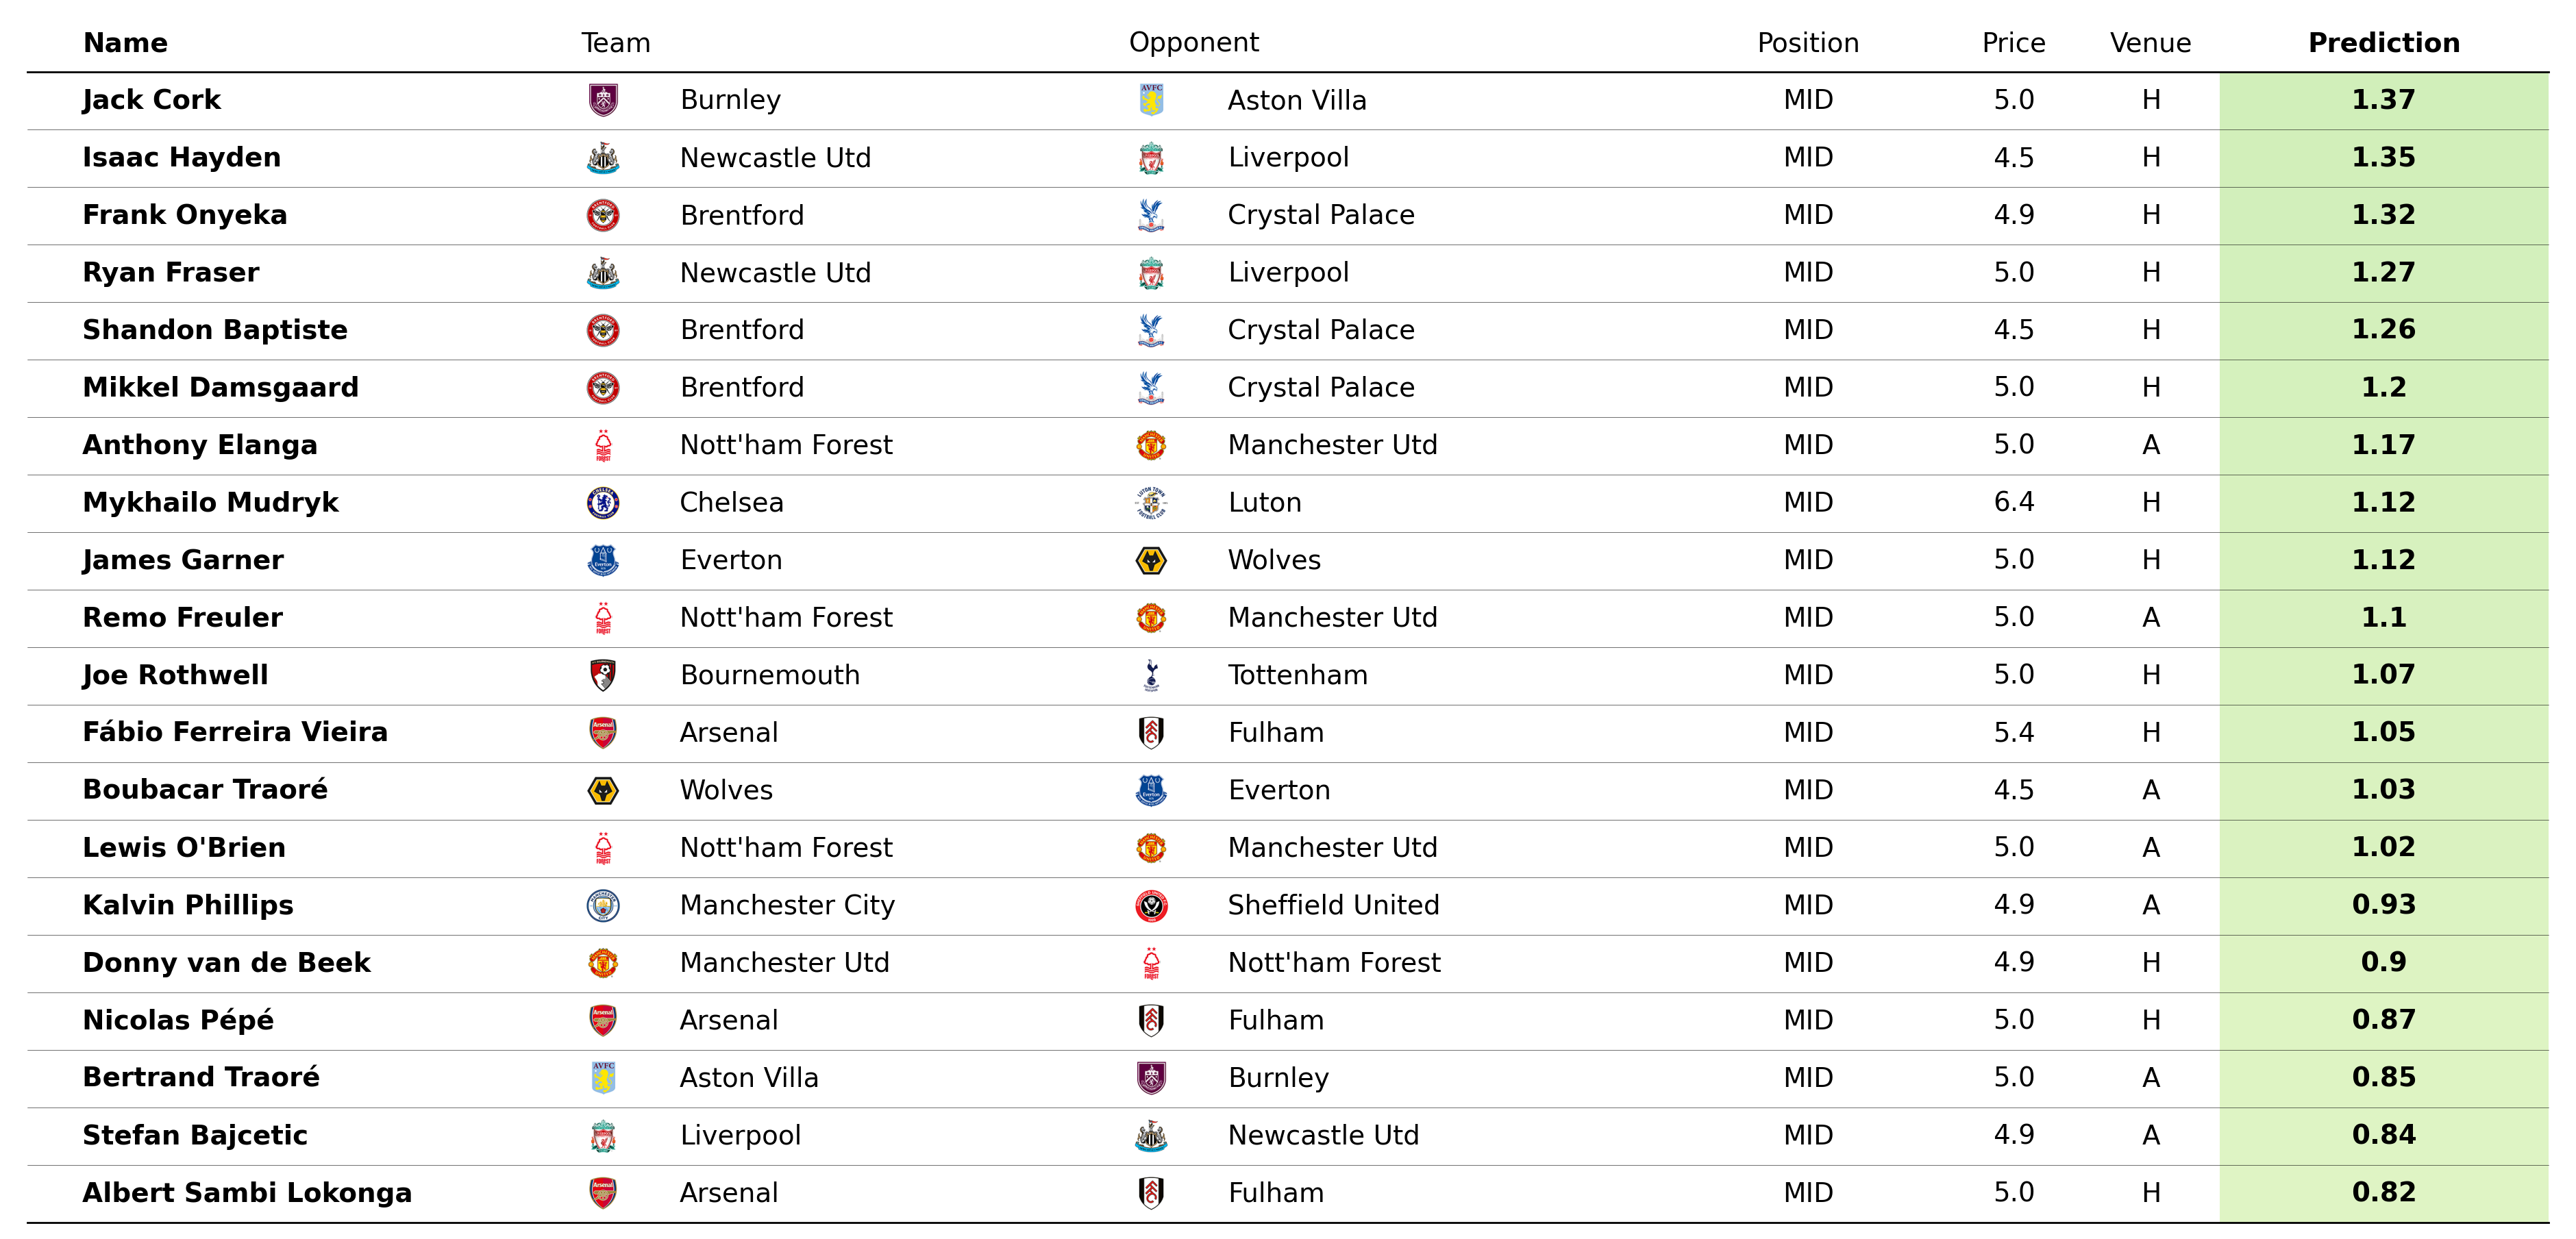 Name Team Opponent Position Price Venue Prediction
Jack Cork Burnley Aston Villa MID 5.0 H 1.37
Isaac Hayden Newcastle Utd Liverpool MID 4.5 H 1.35
Frank Onyeka Brentford Crystal Palace MID 4.9 H 1.32
Ryan Fraser Newcastle Utd Liverpool MID 5.0 H 1.27
Shandon Baptiste Brentford Crystal Palace MID 4.5 H 1.26
Mikkel Damsgaard Brentford Crystal Palace MID 5.0 H 1.2
Anthony Elanga Nott'ham Forest Manchester Utd MID 5.0 A 1.17
Mykhailo Mudryk Chelsea Luton MID 6.4 H 1.12
James Garner Everton Wolves MID 5.0 H 1.12
Remo Freuler Nott'ham Forest Manchester Utd MID 5.0 A 1.1
Joe Rothwell Bournemouth Tottenham MID 5.0 H 1.07
Fábio Ferreira Vieira Arsenal Fulham MID 5.4 H 1.05
Boubacar Traoré Wolves Everton MID 4.5 A 1.03
Lewis O'Brien Nott'ham Forest Manchester Utd MID 5.0 A 1.02
Kalvin Phillips Manchester City Sheffield United MID 4.9 A 0.93
Donny van de Beek Manchester Utd Nott'ham Forest MID 4.9 H 0.9
Nicolas Pépé Arsenal Fulham MID 5.0 H 0.87
Bertrand Traoré Aston Villa Burnley MID 5.0 A 0.85
Stefan Bajcetic Liverpool Newcastle Utd MID 4.9 A 0.84
Albert Sambi Lokonga Arsenal Fulham MID 5.0 H 0.82